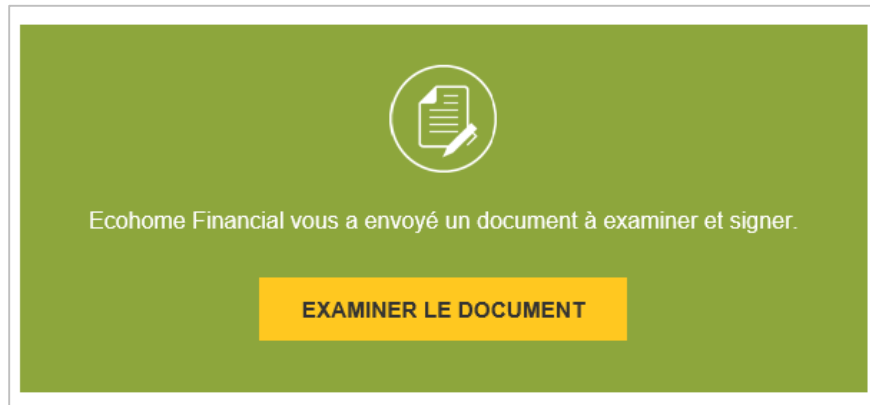 Ecohome Financial vous a envoyé un document à examiner et signer.
EXAMINER LE DOCUMENT